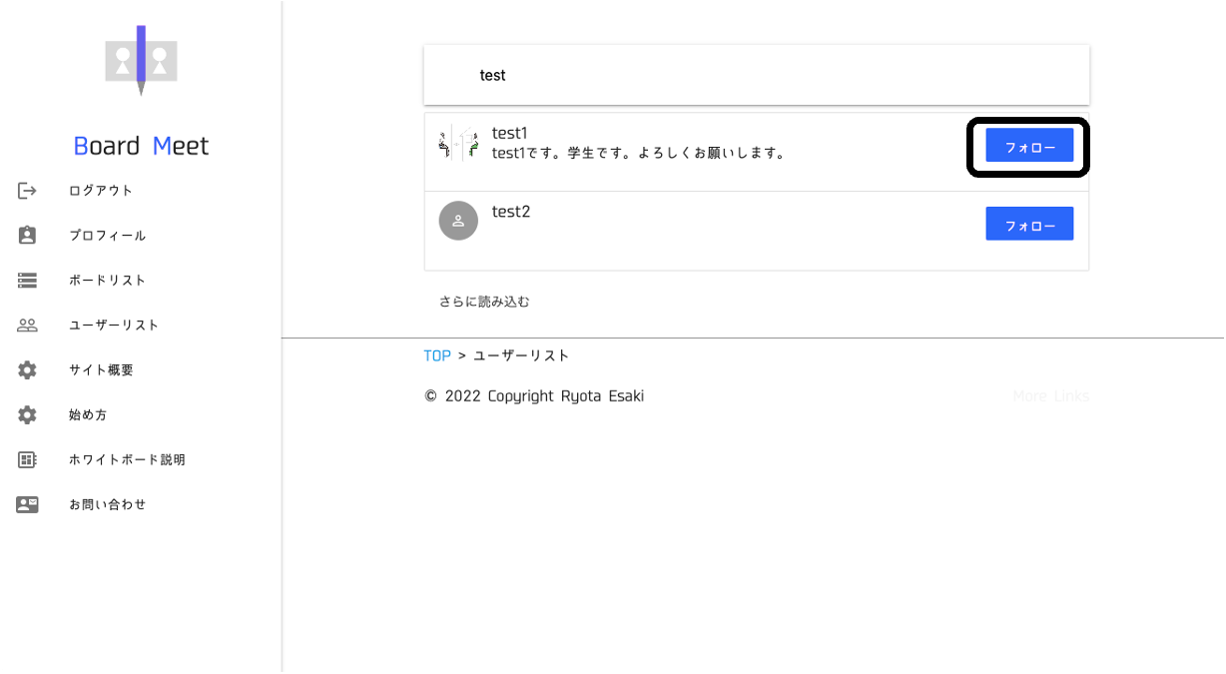 Board Meet
ログアウト
プロフィール
ボードリスト
ユーザーリスト
サイト概要
始め方
ホワイトボード説明
お問い合わせ
test
test1
test1です。学生です。よろしくお願いします。
フォロー
test2
フォロー
さらに読み込む
TOP > ユーザーリスト
© 2022 Copyright Ryota Esaki
More Links